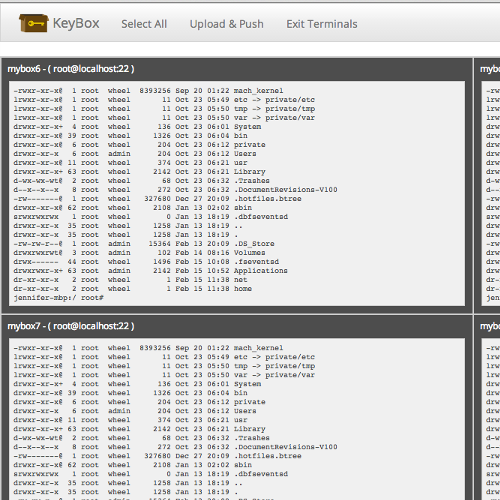 KeyBox Select All Upload & Push Exit Terminals
mybox6 - ( root@localhost:22 )
-rwxr-xr-x@ 1 root wheel 8393256 Sep 20 01:22 mach_kernel
lrwxr-xr-x@ 1 root wheel 11 Oct 23 05:49 etc -> private/etc
lrwxr-xr-x@ 1 root wheel 11 Oct 23 05:50 tmp -> private/tmp
lrwxr-xr-x@ 1 root wheel 11 Oct 23 05:50 var -> private/var
drwxr-xr-x+ 4 root wheel 136 Oct 23 06:01 System
drwxr-xr-x@ 39 root wheel 1326 Oct 23 06:04 bin
drwxr-xr-x@ 6 root wheel 204 Oct 23 06:12 private
drwxr-xr-x 6 root admin 204 Oct 23 06:12 Users
drwxr-xr-x@ 11 root wheel 374 Oct 23 06:21 usr
drwxr-xr-x+ 63 root wheel 2142 Oct 23 06:21 Library
d-wx-wx-wt@ 2 root wheel 68 Oct 23 06:32 .Trashes
d--x--x--x 8 root wheel 272 Oct 23 06:32 .DocumentRevisions-V100
-rw-------@ 1 root wheel 327680 Dec 27 20:09 .hotfiles.btree
drwxr-xr-x@ 62 root wheel 2108 Jan 13 02:02 sbin
srwxrwxrwx 1 root wheel 0 Jan 13 18:19 .dbfseventsd
drwxr-xr-x 35 root wheel 1258 Jan 13 18:19 ..
drwxr-xr-x 35 root wheel 1258 Jan 13 18:19 .
-rw-rw-r--@ 1 root admin 15364 Feb 13 20:09 .DS_Store
drwxrwxrwt@ 3 root admin 102 Feb 14 08:16 Volumes
drwx------ 44 root wheel 1496 Feb 15 10:08 .fseventsd
drwxrwxr-x+ 63 root admin 2142 Feb 15 10:52 Applications
dr-xr-xr-x 2 root wheel 1 Feb 15 11:38 net
dr-xr-xr-x 2 root wheel 1 Feb 15 11:38 home
jennifer-mbp:/ root#
mybox7 - ( root@localhost:22 )
-rwxr-xr-x@ 1 root wheel 8393256 Sep 20 01:22 mach_kernel
lrwxr-xr-x@ 1 root wheel 11 Oct 23 05:49 etc -> private/etc
lrwxr-xr-x@ 1 root wheel 11 Oct 23 05:50 tmp -> private/tmp
lrwxr-xr-x@ 1 root wheel 11 Oct 23 05:50 var -> private/var
drwxr-xr-x+ 4 root wheel 136 Oct 23 06:01 System
drwxr-xr-x@ 39 root wheel 1326 Oct 23 06:04 bin
drwxr-xr-x@ 6 root wheel 204 Oct 23 06:12 private
drwxr-xr-x 6 root admin 204 Oct 23 06:12 Users
drwxr-xr-x@ 11 root wheel 374 Oct 23 06:21 usr
drwxr-xr-x+ 63 root wheel 2142 Oct 23 06:21 Library
d-wx-wx-wt@ 2 root wheel 68 Oct 23 06:32 .Trashes
d--x--x--x 8 root wheel 272 Oct 23 06:32 .DocumentRevisions-V100
-rw-------@ 1 root wheel 327680 Dec 27 20:09 .hotfiles.btree
drwxr-xr-x@ 62 root wheel 2108 Jan 13 02:02 sbin
srwxrwxrwx 1 root wheel 0 Jan 13 18:19 .dbfseventsd
drwxr-xr-x 35 root wheel 1258 Jan 13 18:19 ..
drwxr-xr-x 35 root wheel 1258 Jan 13 18:19 .